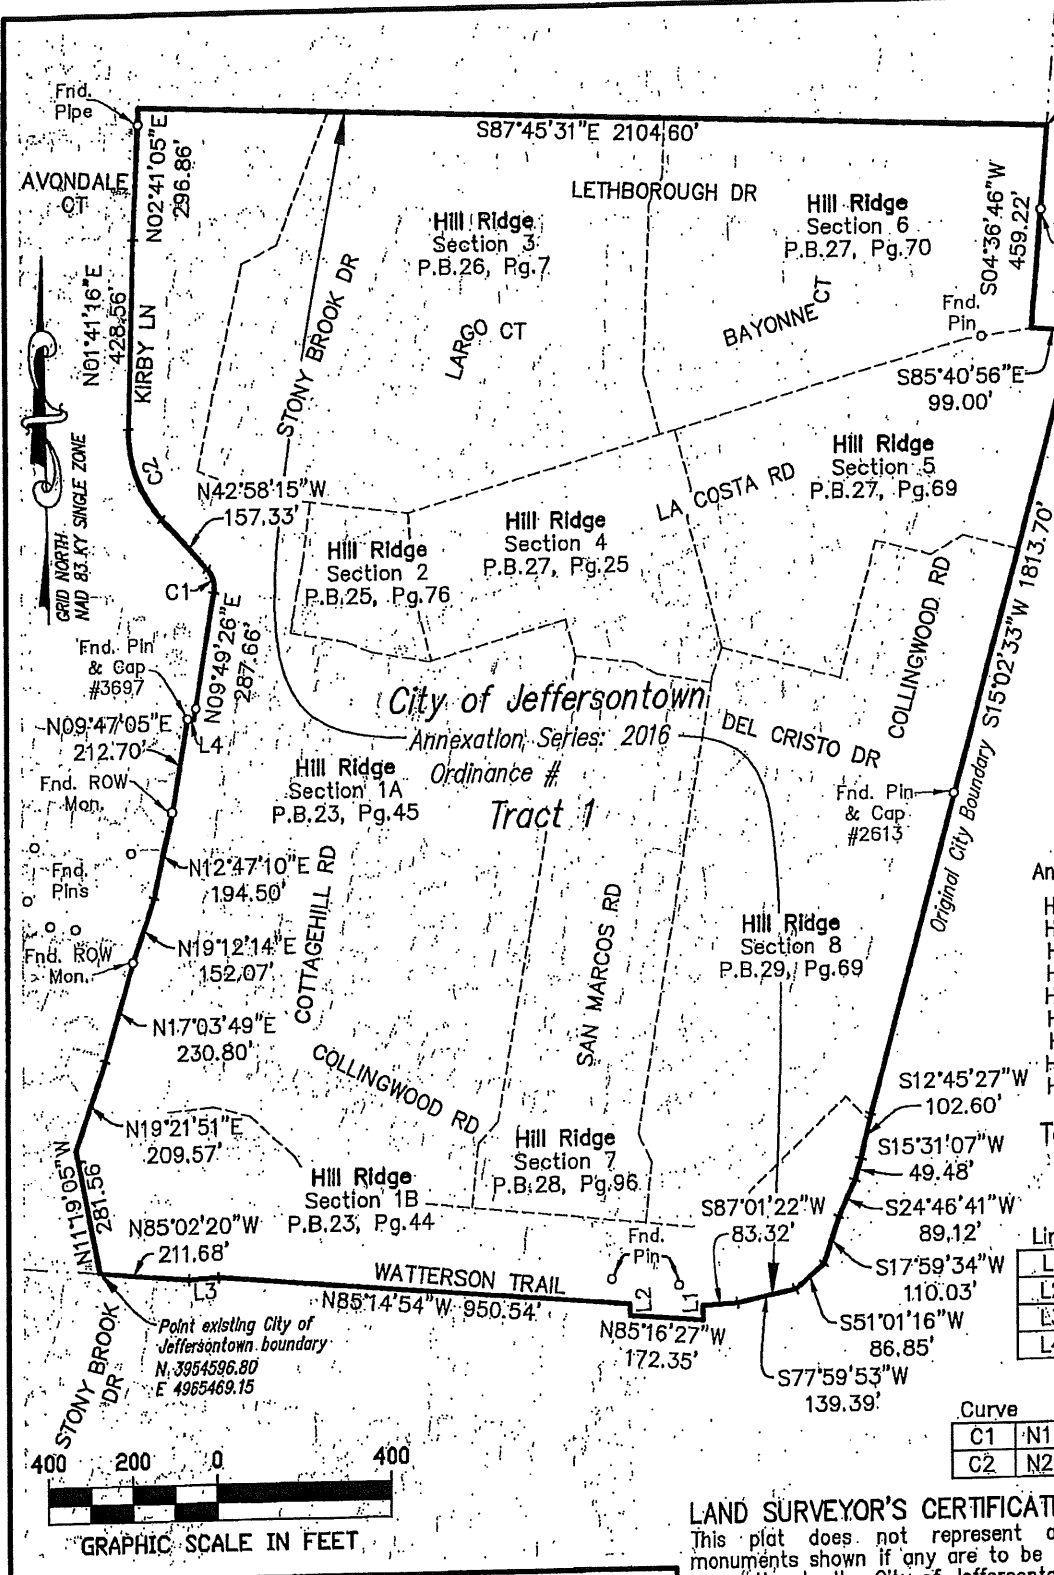 Fnd.
Pipe
AVONDALE
CT
N02°41'05"E
296.86'
S87°45'31"E 2104.60'
LETHBOROUGH DR
Hill Ridge
Section 3
P.B.26, Pg.7
Hill Ridge
Section 6
P.B.27, Pg.70
S04°36'46"W
459.22'
N01°41'16"E
428.56'
KIRBY LN
STONY BROOK DR
LARGO CT
BAYONNE CT
Fnd.
Pin
S85°40'56"E
99.00'
GRID NORTH
NAD 83 KY SINGLE ZONE
C2
N42°58'15"W
157.33'
Hill Ridge
Section 5
P.B.27, Pg.69
LA COSTA RD
Hill Ridge
Section 4
P.B.27, Pg.25
Hill Ridge
Section 2
P.B.25, Pg.76
C1
N09°49'26"E
287.66'
Fnd. Pin
& Cap
#3697
COLLINGWOOD RD
Original City Boundary S15°02'33"W 1813.70'
City of Jeffersontown
Annexation Series: 2016
Ordinance #
Tract 1
DEL CRISTO DR
N09°47'05"E
212.70'
L4
Hill Ridge
Section 1A
P.B.23, Pg.45
Fnd. ROW
Mon.
Fnd. Pin
& Cap
#2613
Fnd.
Pins
N12°47'10"E
194.50'
COTTAGEHILL RD
SAN MARCOS RD
Hill Ridge
Section 8
P.B.29, Pg.69
N19°12'14"E
152.07'
Fnd. ROW
Mon.
N17°03'49"E
230.80'
COLLINGWOOD RD
S12°45'27"W
102.60'
N19°21'51"E
209.57'
Hill Ridge
Section 7
P.B.28, Pg.96
S15°31'07"W
49.48'
N11°19'05"W
281.56'
Hill Ridge
Section 1B
P.B.23, Pg.44
S87°01'22"W
83.32'
S24°46'41"W
89.12'
N85°02'20"W
211.68'
Fnd.
Pin
S17°59'34"W
110.03'
L3
WATTERSON TRAIL
N85°14'54"W 950.54'
L2
L1
N85°16'27"W
172.35'
S51°01'16"W
86.85'
S77°59'53"W
139.39'
Point existing City of
Jeffersontown boundary
N. 3954596.80
E 4965469.15
STONY BROOK
DR
An
H
H
H
H
H
H
H
H
H
Lin
L
L2
L3
L4
Curve
C1 N1
C2 N2
400 200 0 400
GRAPHIC SCALE IN FEET
LAND SURVEYOR'S CERTIFICAT
This plat does not represent a
monuments shown if any are to be
the City of Jeffersont